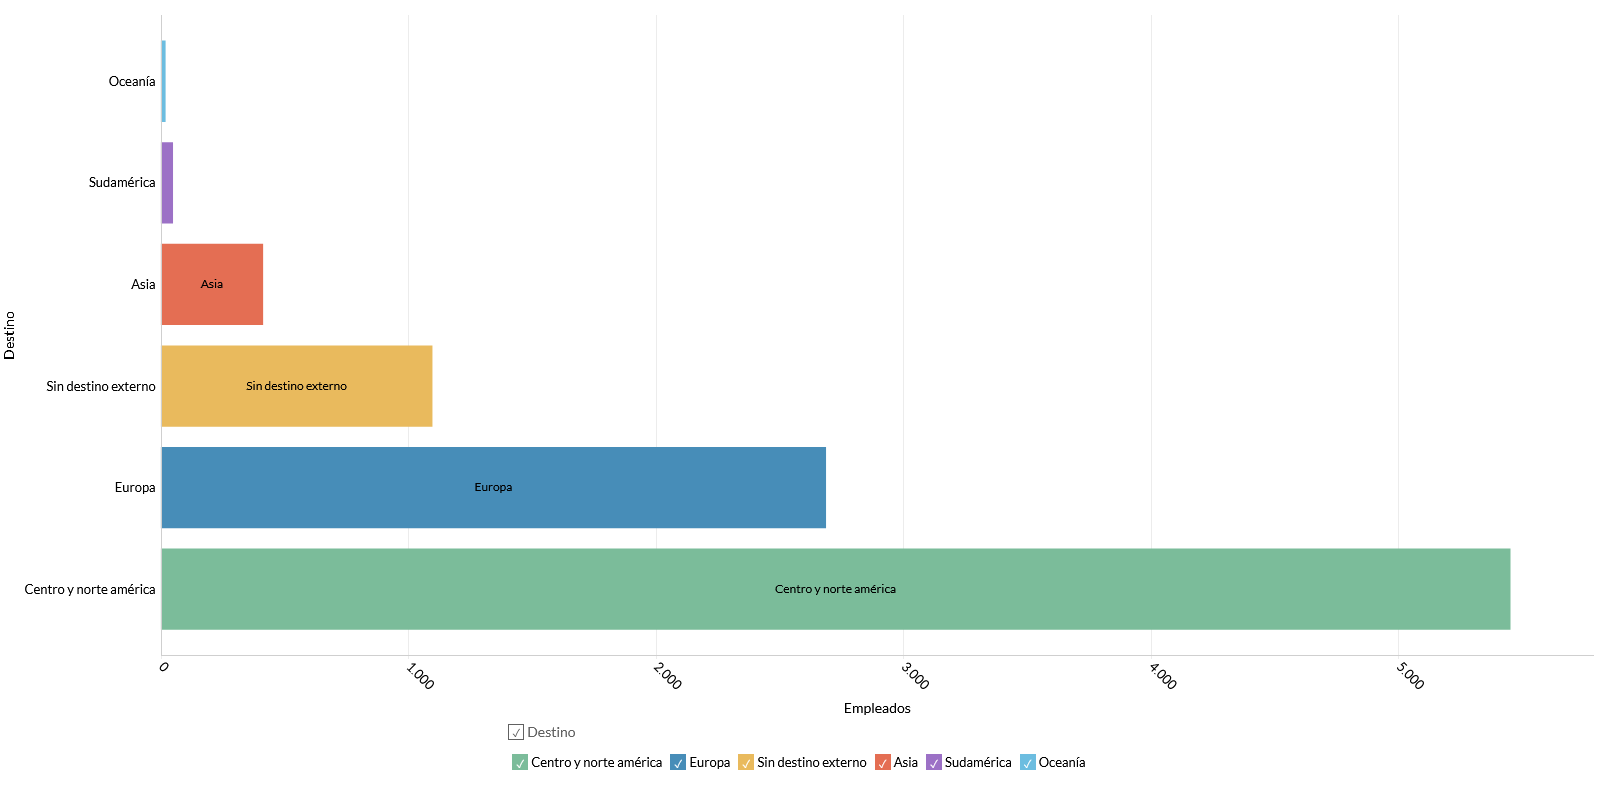 Oceanía
Sudamérica
Asia
Asia
Destino
Sin destino externo
Sin destino externo
Europa
Europa
Centro y norte américa
Centro y norte américa
0
1.000
2.000
3.000
4.000
5.000
Empleados
Destino
Centro y norte américa Europa Sin destino externo Asia Sudamérica Oceanía